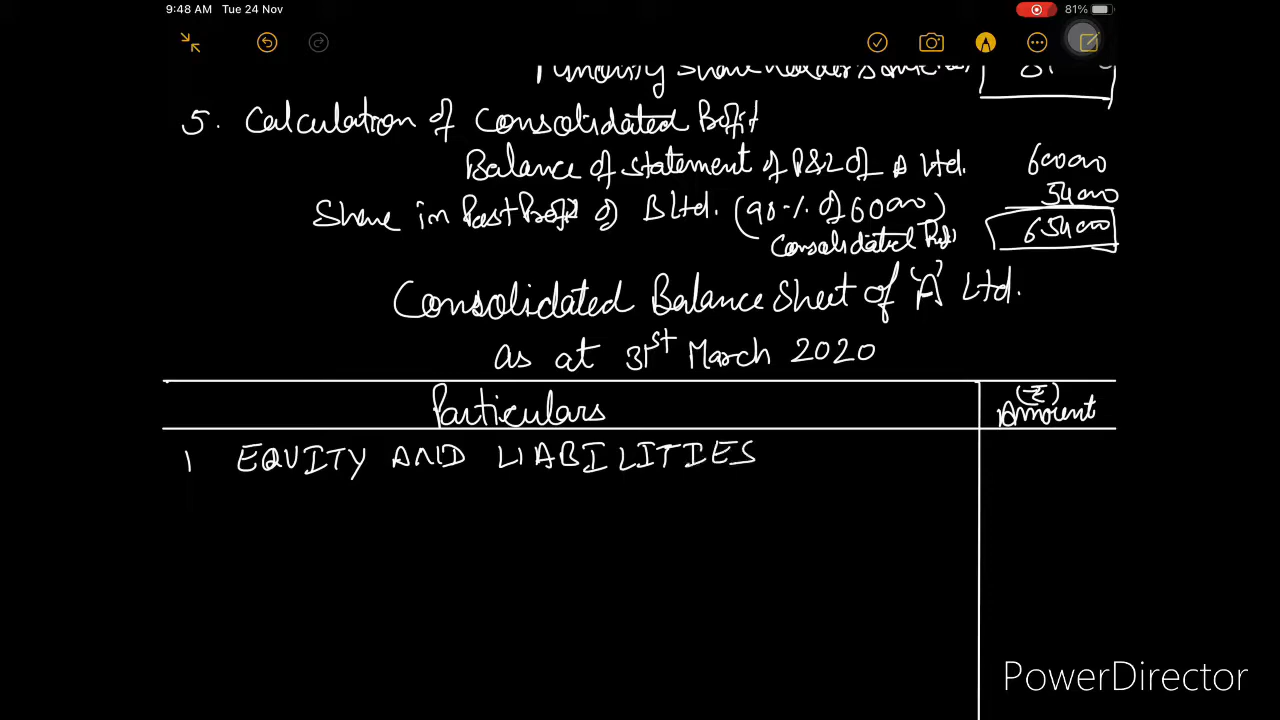 9:48 AM Tue 24 Nov
81%
Minority Shareholders
5. Calculation of Consolidated Profit
Balance of statement of P&L Of A Ltd. 600000
Share in Post Profit of B Ltd. (90% of 60000) 54000
Consolidated Profit 654000
Consolidated Balance Sheet of 'A' Ltd.
as at 31st March 2020
Particulars (₹) Amount
1 EQUITY AND LIABILITIES
PowerDirector